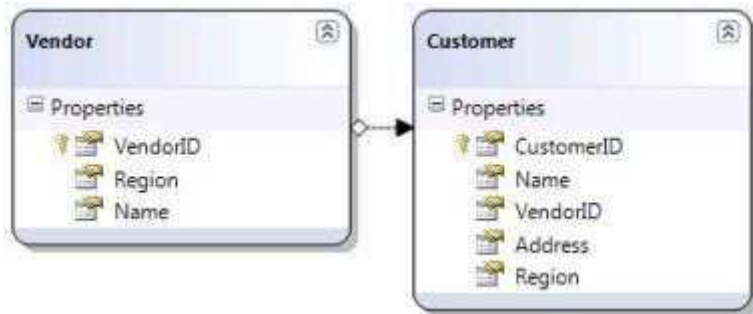 Vendor
Properties
VendorID
Region
Name
Customer
Properties
CustomerID
Name
VendorID
Address
Region